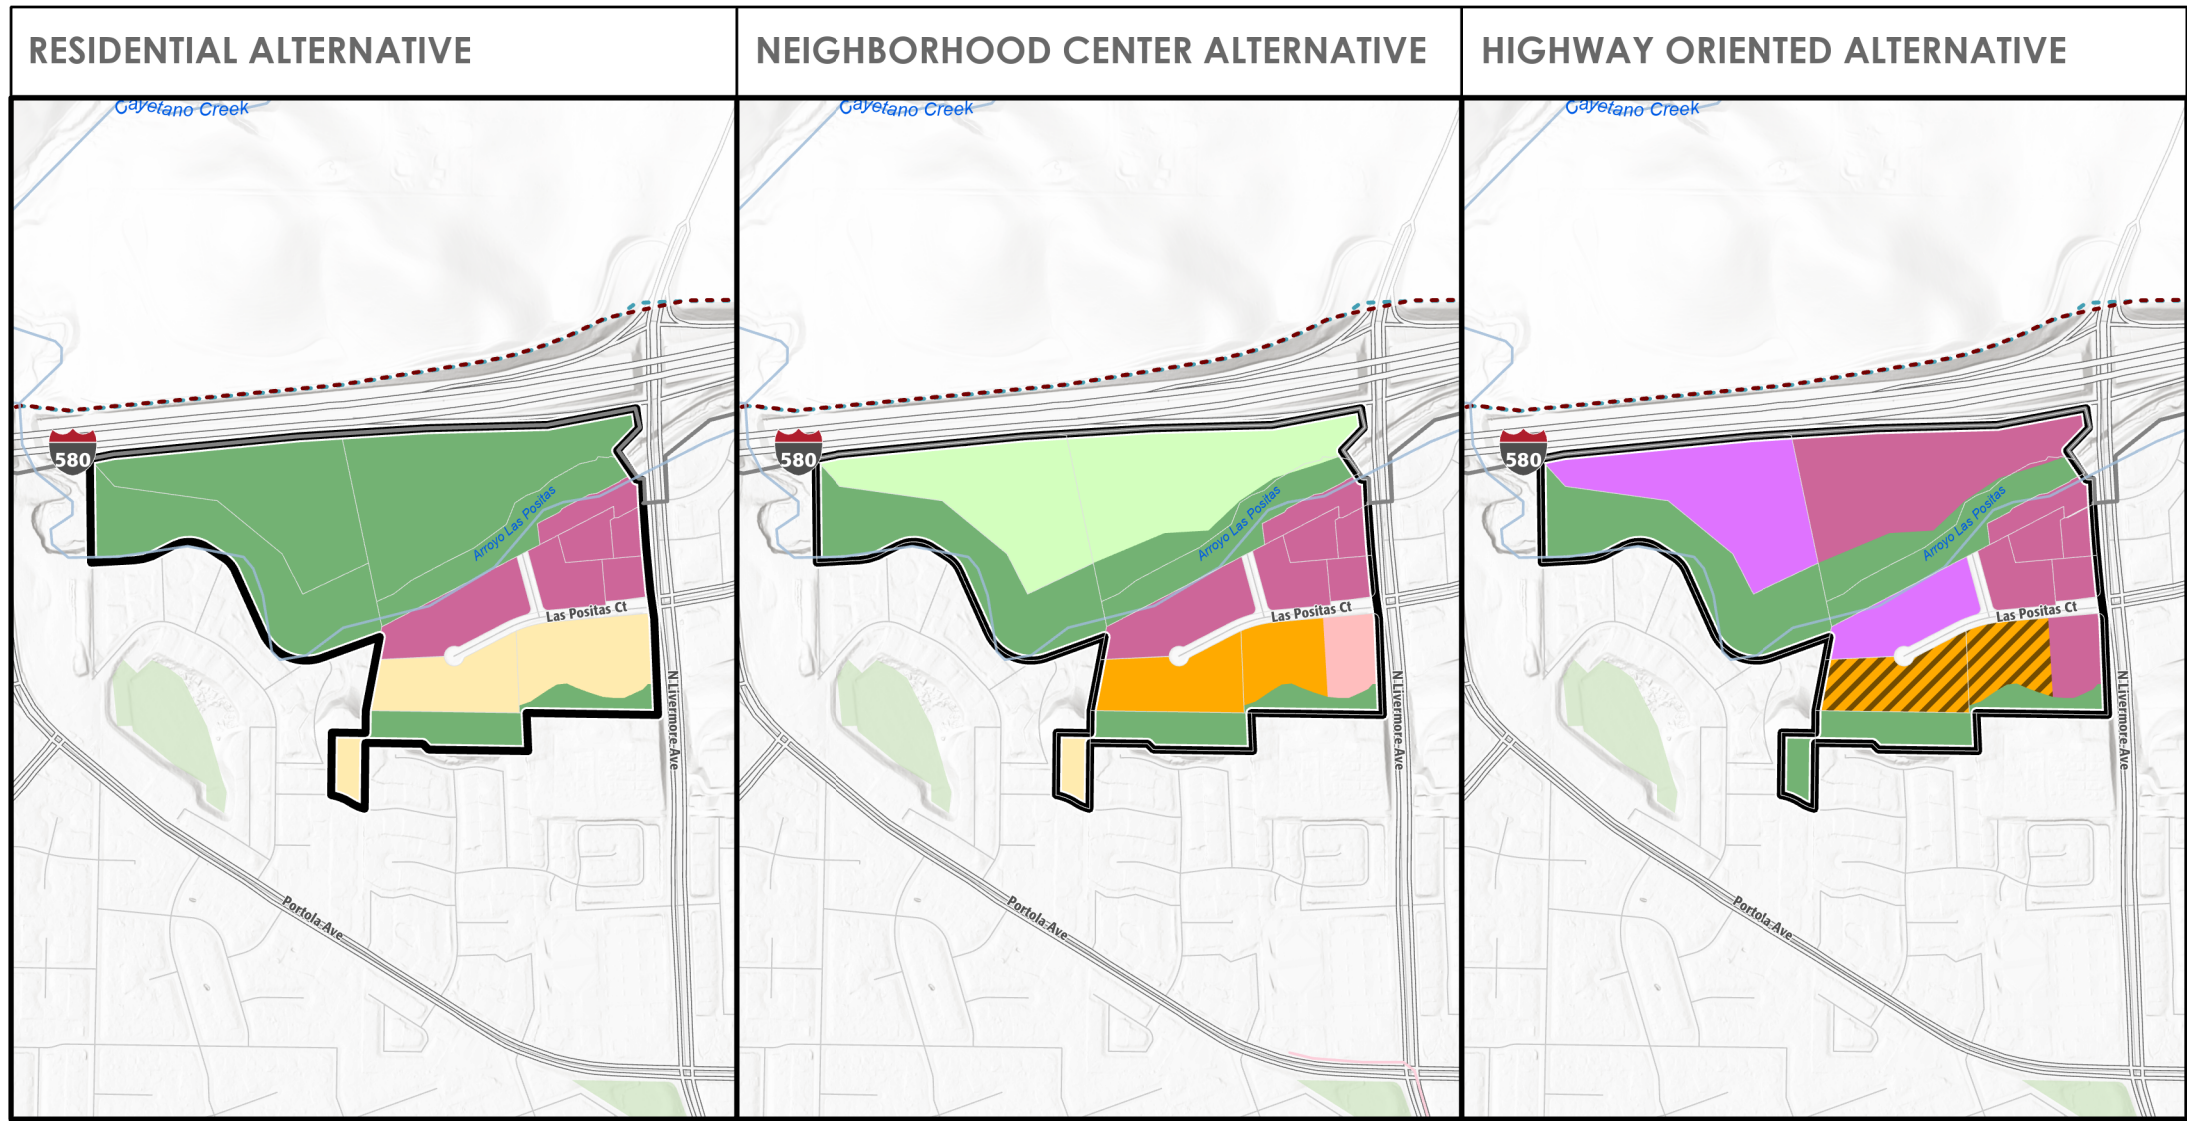 RESIDENTIAL ALTERNATIVE
NEIGHBORHOOD CENTER ALTERNATIVE
HIGHWAY ORIENTED ALTERNATIVE
Cayetano Creek
580
Arroyo Las Positas
Las Positas Ct
N Livermore Ave
Portola Ave
Cayetano Creek
580
Arroyo Las Positas
Las Positas Ct
N Livermore Ave
Portola Ave
Cayetano Creek
580
Arroyo Las Positas
Las Positas Ct
N Livermore Ave
Portola Ave